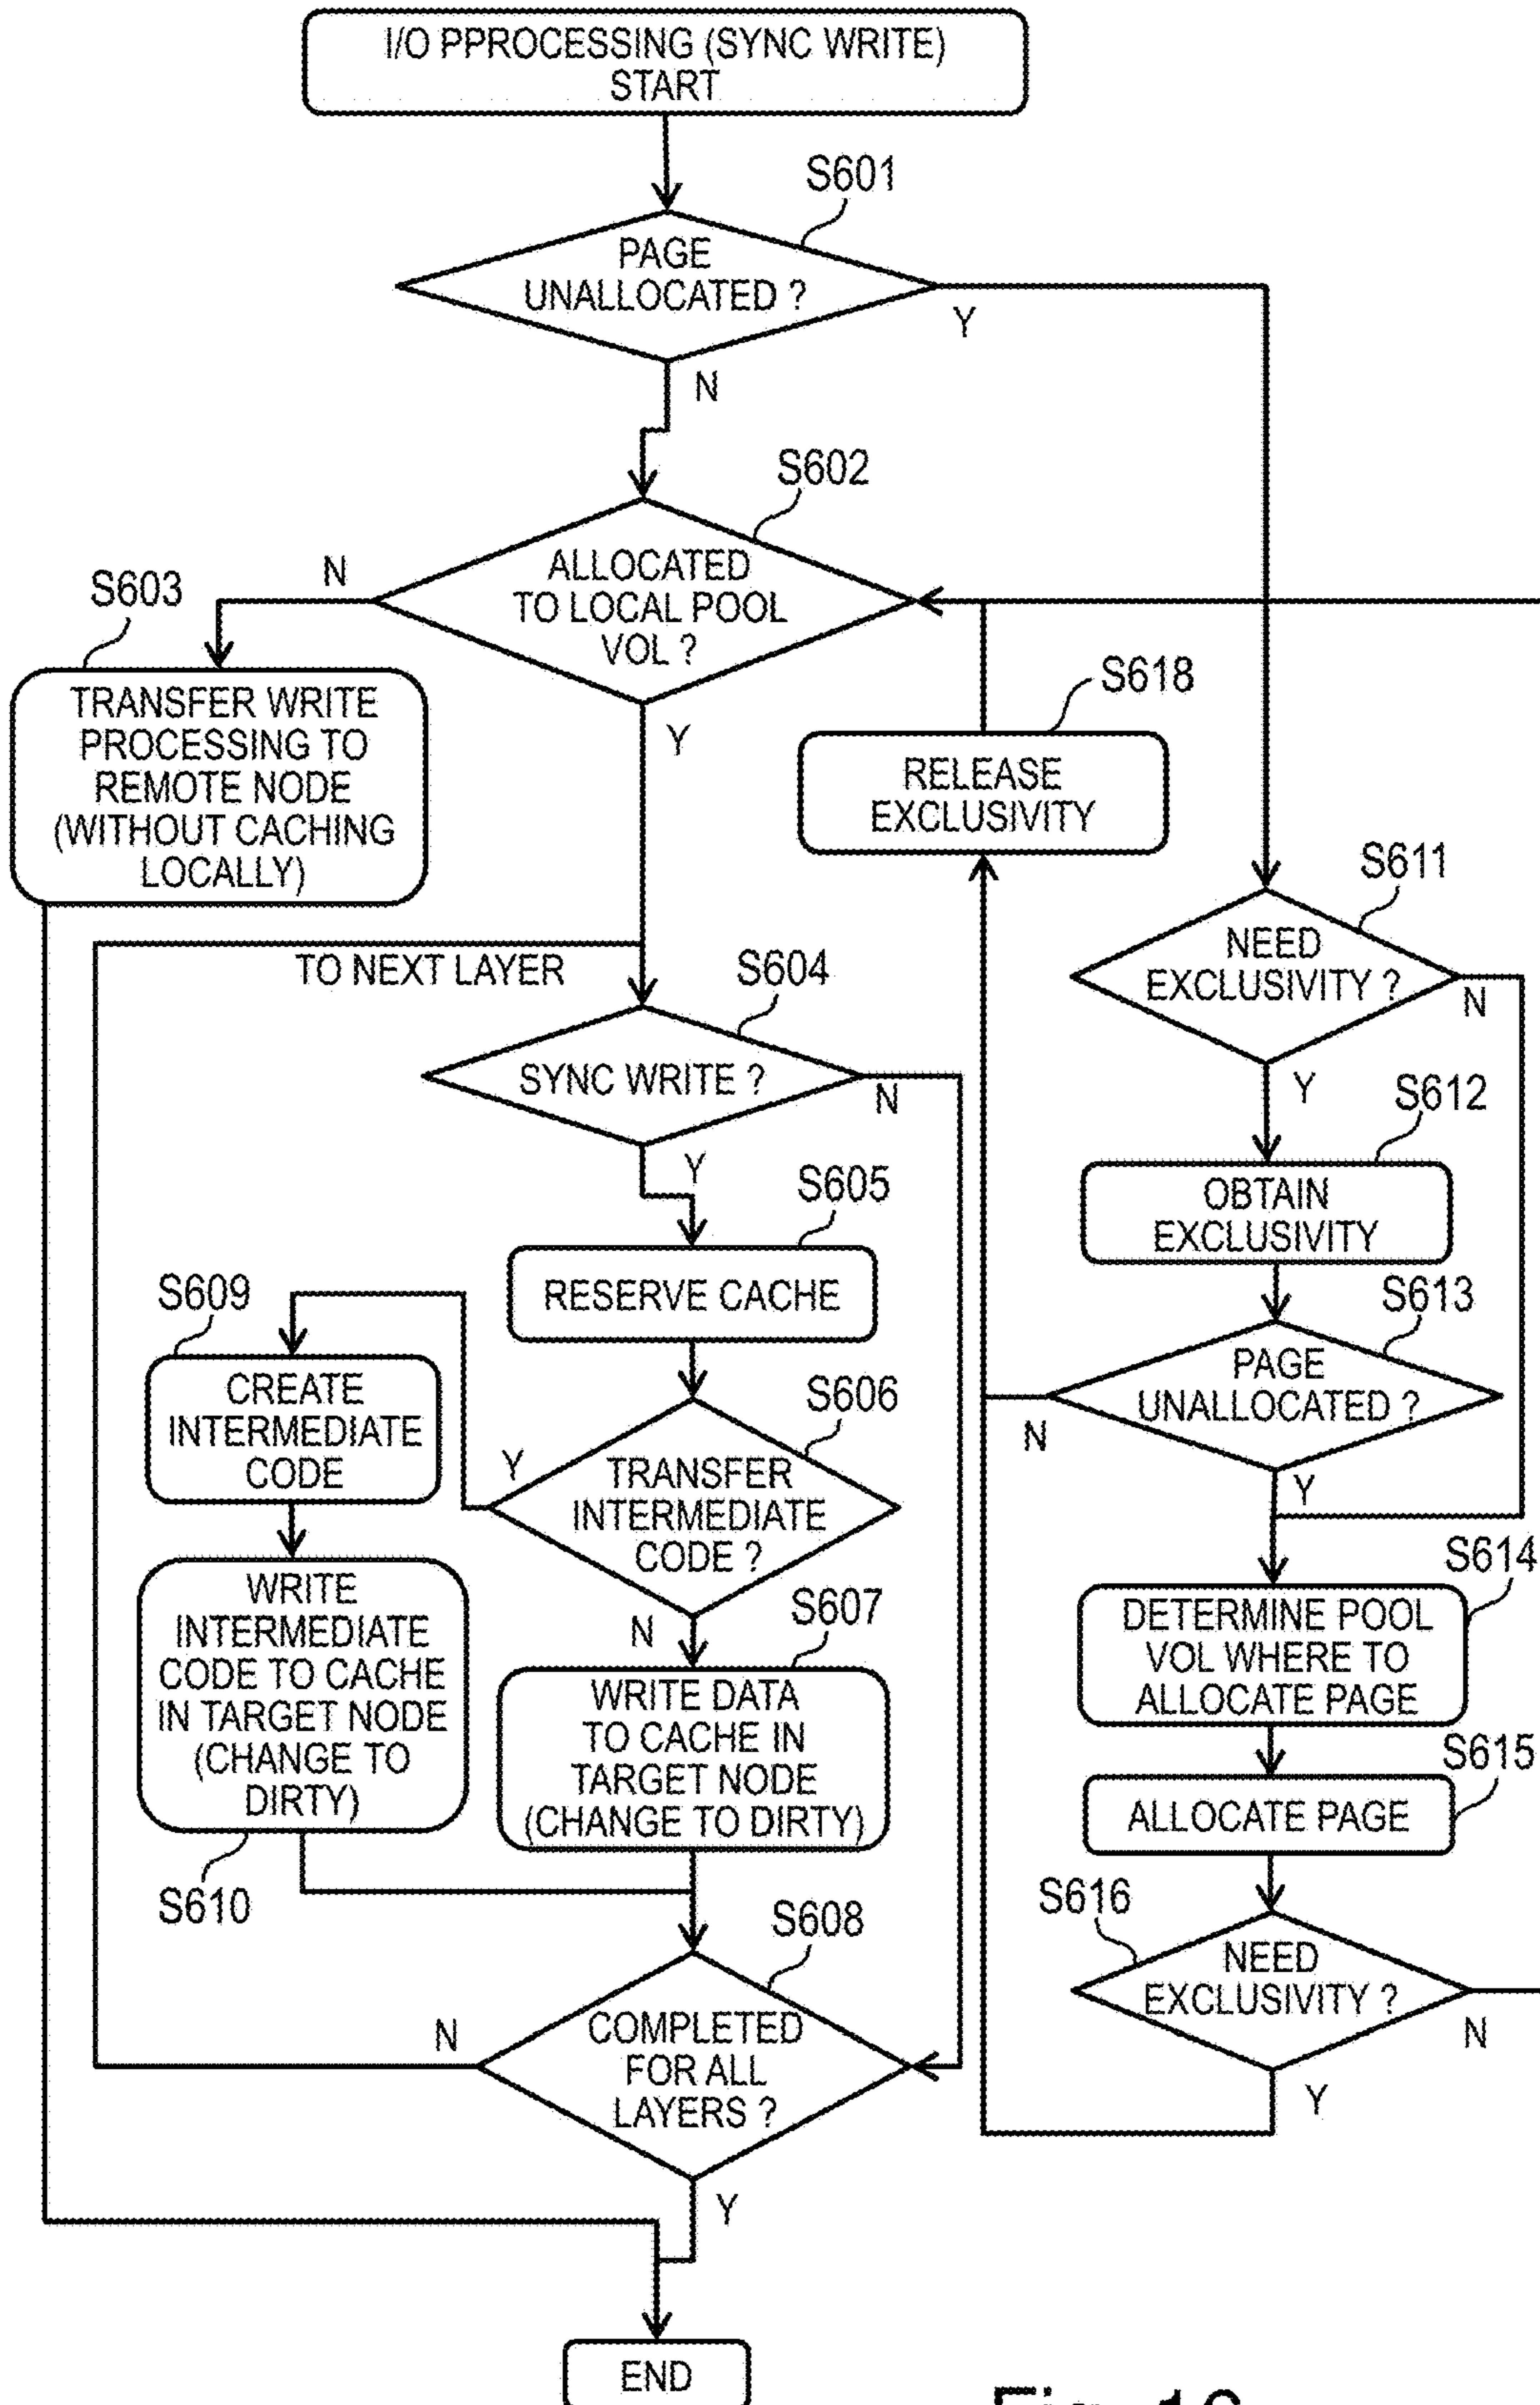 I/O PPROCESSING (SYNC WRITE)
START
S601
PAGE
UNALLOCATED ?
Y
N
S602
ALLOCATED
TO LOCAL POOL
VOL ?
N
Y
S603
TRANSFER WRITE
PROCESSING TO
REMOTE NODE
(WITHOUT CACHING
LOCALLY)
S618
RELEASE
EXCLUSIVITY
TO NEXT LAYER
S604
SYNC WRITE ?
N
Y
S605
RESERVE CACHE
S606
TRANSFER
INTERMEDIATE
CODE ?
Y
N
S609
CREATE
INTERMEDIATE
CODE
WRITE
INTERMEDIATE
CODE TO CACHE
IN TARGET NODE
(CHANGE TO
DIRTY)
S610
S607
WRITE DATA
TO CACHE IN
TARGET NODE
(CHANGE TO DIRTY)
S608
COMPLETED
FOR ALL
LAYERS ?
N
Y
S611
NEED
EXCLUSIVITY ?
N
Y
S612
OBTAIN
EXCLUSIVITY
S613
PAGE
UNALLOCATED ?
N
Y
S614
DETERMINE POOL
VOL WHERE TO
ALLOCATE PAGE
S615
ALLOCATE PAGE
S616
NEED
EXCLUSIVITY ?
N
Y
END